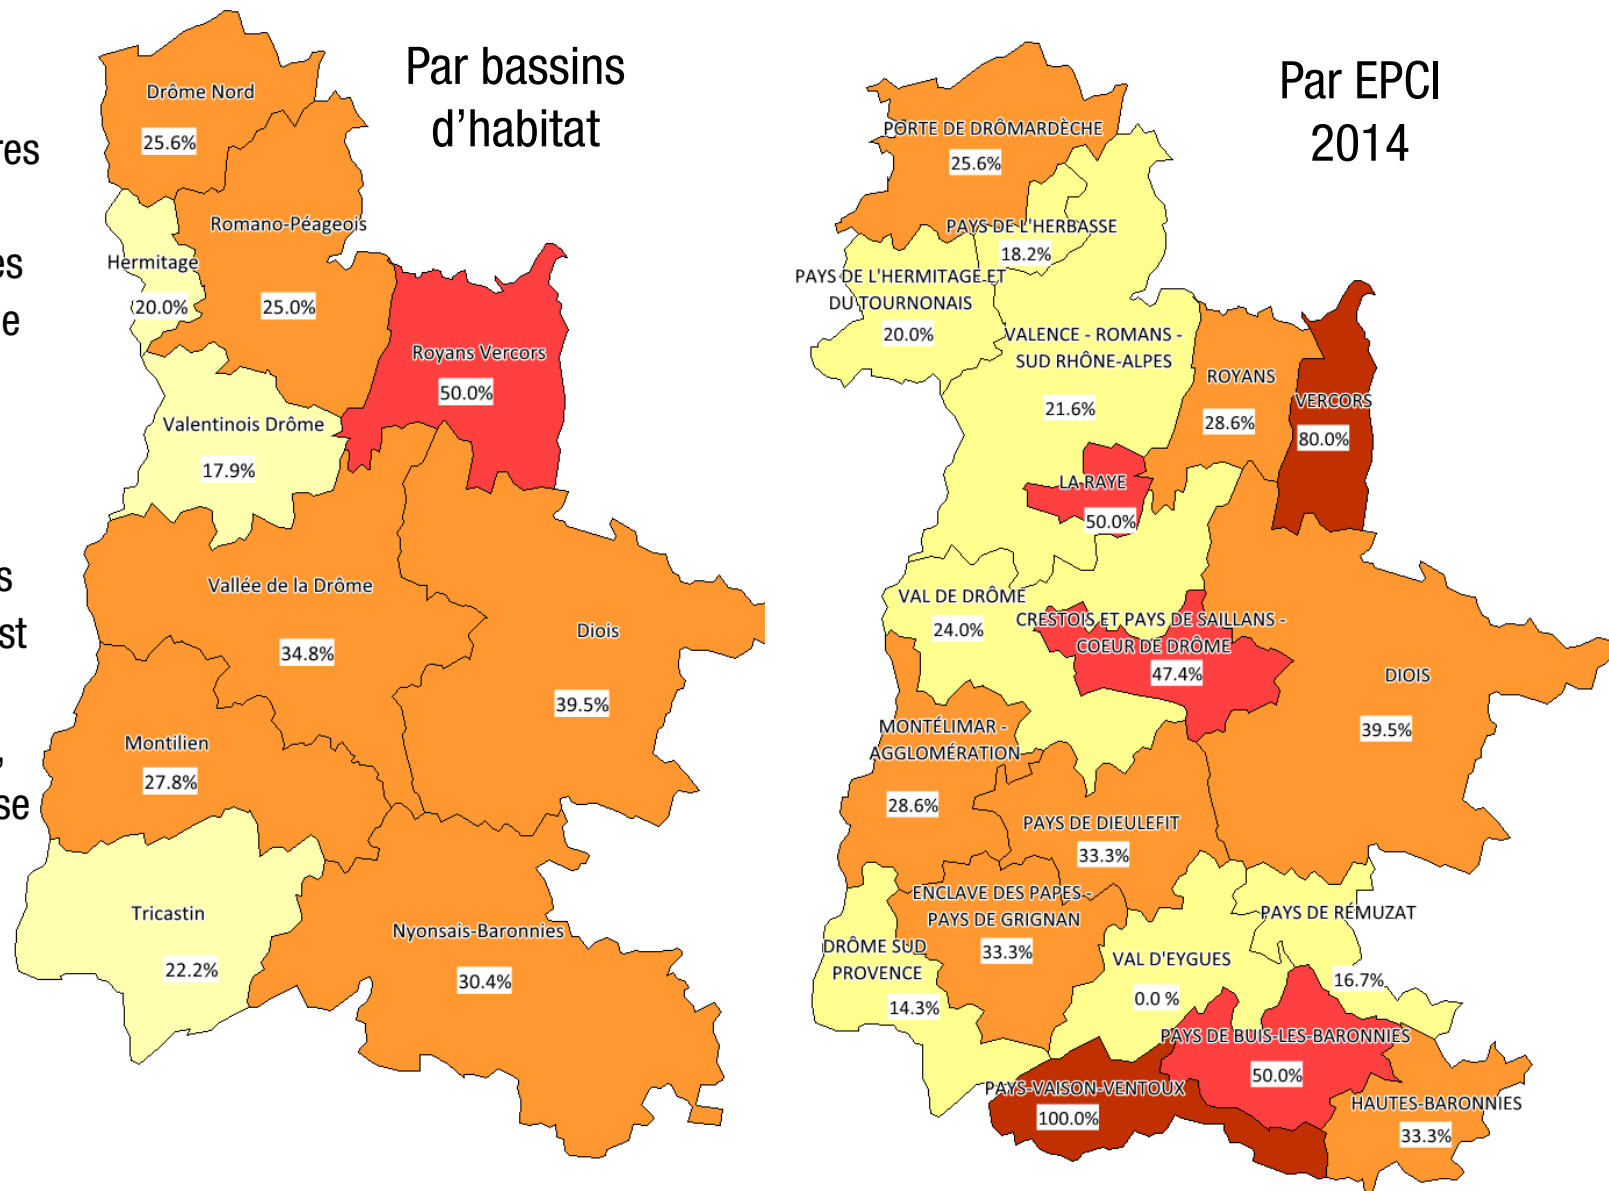 res
es
e
s
st
,
se
Par bassins
d’habitat
Drôme Nord
25.6%
Romano-Péageois
25.0%
Hermitage
20.0%
Royans Vercors
50.0%
Valentinois Drôme
17.9%
Vallée de la Drôme
34.8%
Diois
39.5%
Montilien
27.8%
Tricastin
22.2%
Nyonsais-Baronnies
30.4%
Par EPCI
2014
PORTE DE DRÔMARDÈCHE
25.6%
PAYS DE L'HERBASSE
18.2%
PAYS DE L'HERMITAGE ET
DU TOURNONAIS
20.0%
VALENCE - ROMANS -
SUD RHÔNE-ALPES
21.6%
ROYANS
28.6%
VERCORS
80.0%
LA RAYE
50.0%
VAL DE DRÔME
24.0%
CRESTOIS ET PAYS DE SAILLANS -
COEUR DE DRÔME
47.4%
DIOIS
39.5%
MONTÉLIMAR -
AGGLOMÉRATION
28.6%
PAYS DE DIEULEFIT
33.3%
ENCLAVE DES PAPES -
PAYS DE GRIGNAN
33.3%
DRÔME SUD
PROVENCE
14.3%
VAL D'EYGUES
0.0 %
PAYS DE RÉMUZAT
16.7%
PAYS DE BUIS-LES-BARONNIES
50.0%
PAYS-VAISON-VENTOUX
100.0%
HAUTES-BARONNIES
33.3%